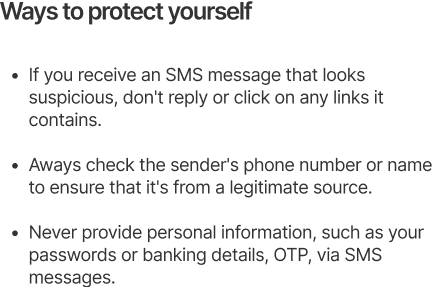 Ways to protect yourself
• If you receive an SMS message that looks
suspicious, don't reply or click on any links it
contains.
• Aways check the sender's phone number or name
to ensure that it's from a legitimate source.
• Never provide personal information, such as your
passwords or banking details, OTP, via SMS
messages.